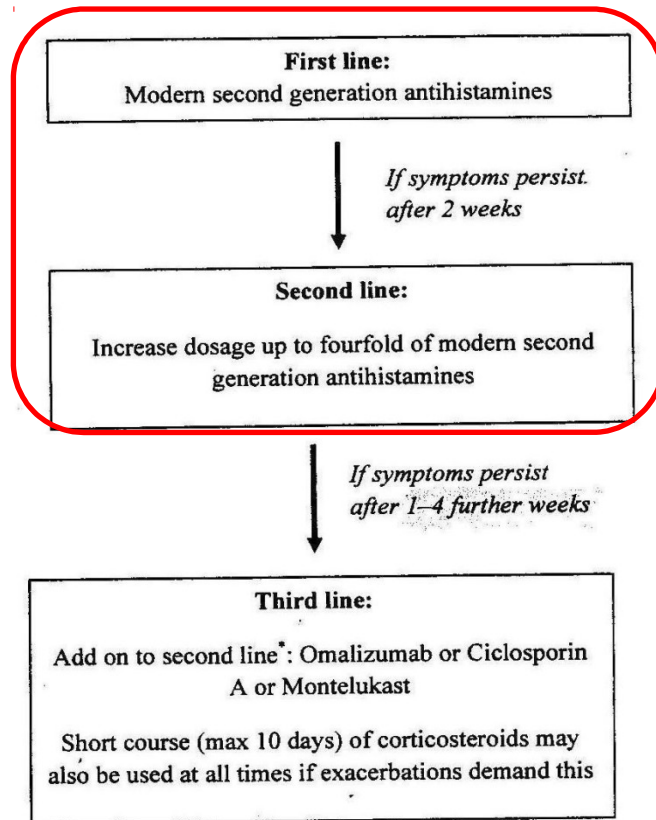 First line:
Modern second generation antihistamines
If symptoms persist.
after 2 weeks
Second line:
Increase dosage up to fourfold of modern second
generation antihistamines
If symptoms persist
after 1–4 further weeks
Third line:
Add on to second line*: Omalizumab or Ciclosporin
A or Montelukast
Short course (max 10 days) of corticosteroids may
also be used at all times if exacerbations demand this